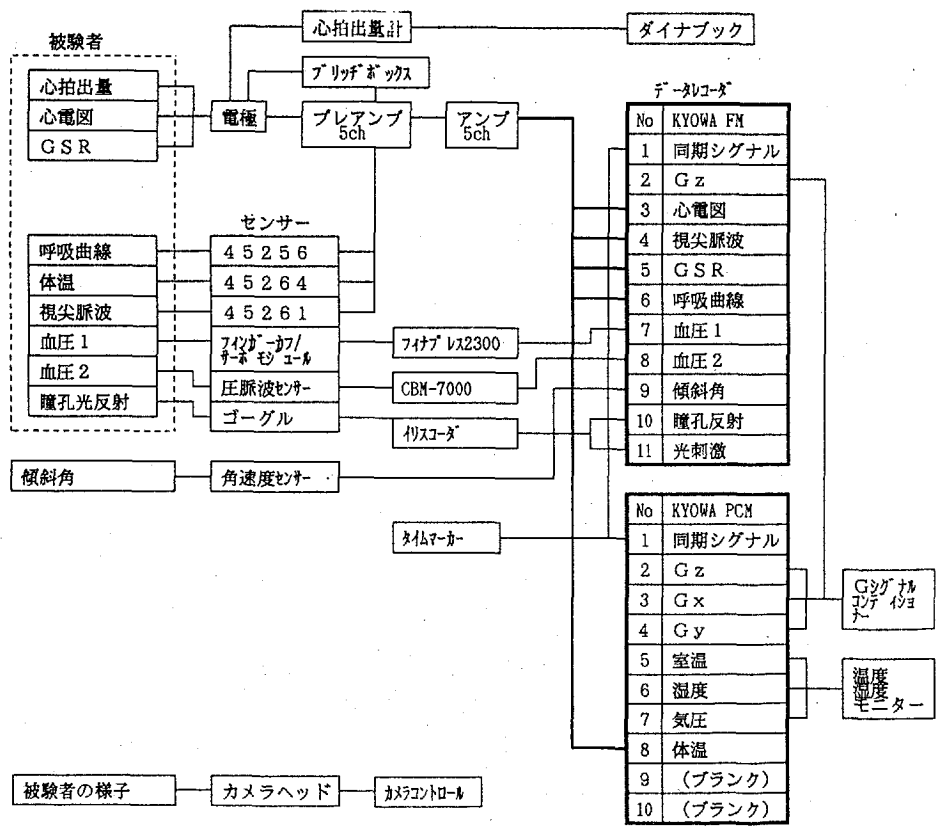 心拍出量計
ダイナブック
被験者
ブリッヂボックス
心拍出量
心電図
GSR
電極
プレアンプ
5ch
アンプ
5ch
データレコーダ
No KYOWA FM
1 同期シグナル
2 Gz
3 心電図
4 視尖脈波
5 GSR
6 呼吸曲線
7 血圧1
8 血圧2
9 傾斜角
10 瞳孔反射
11 光刺激
センサー
呼吸曲線
45256
体温
45264
視尖脈波
45261
血圧1
フィンガーカフ/
サーボモジュール
フィナプレス2300
血圧2
圧脈波センサー
CBM-7000
瞳孔光反射
ゴーグル
イリスコーダ
傾斜角
角速度センサー
タイムマーカー
No KYOWA PCM
1 同期シグナル
2 Gz
3 Gx
4 Gy
5 室温
6 湿度
7 気圧
8 体温
9 (ブランク)
10 (ブランク)
Gシグナル
コンディショ
ナー
温度
湿度
モニター
被験者の様子
カメラヘッド
カメラコントロール